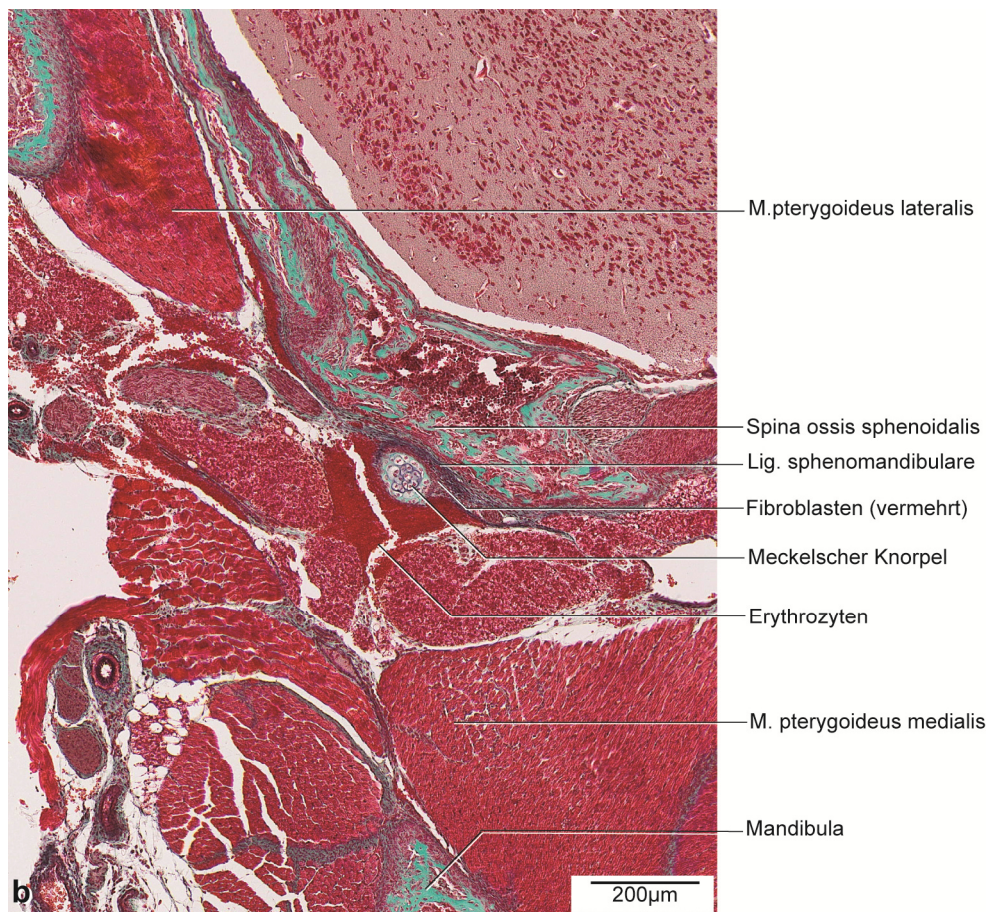 M.pterygoideus lateralis
Spina ossis sphenoidalis
Lig. sphenomandibulare
Fibroblasten (vermehrt)
Meckelscher Knorpel
Erythrozyten
M. pterygoideus medialis
Mandibula
b
200µm